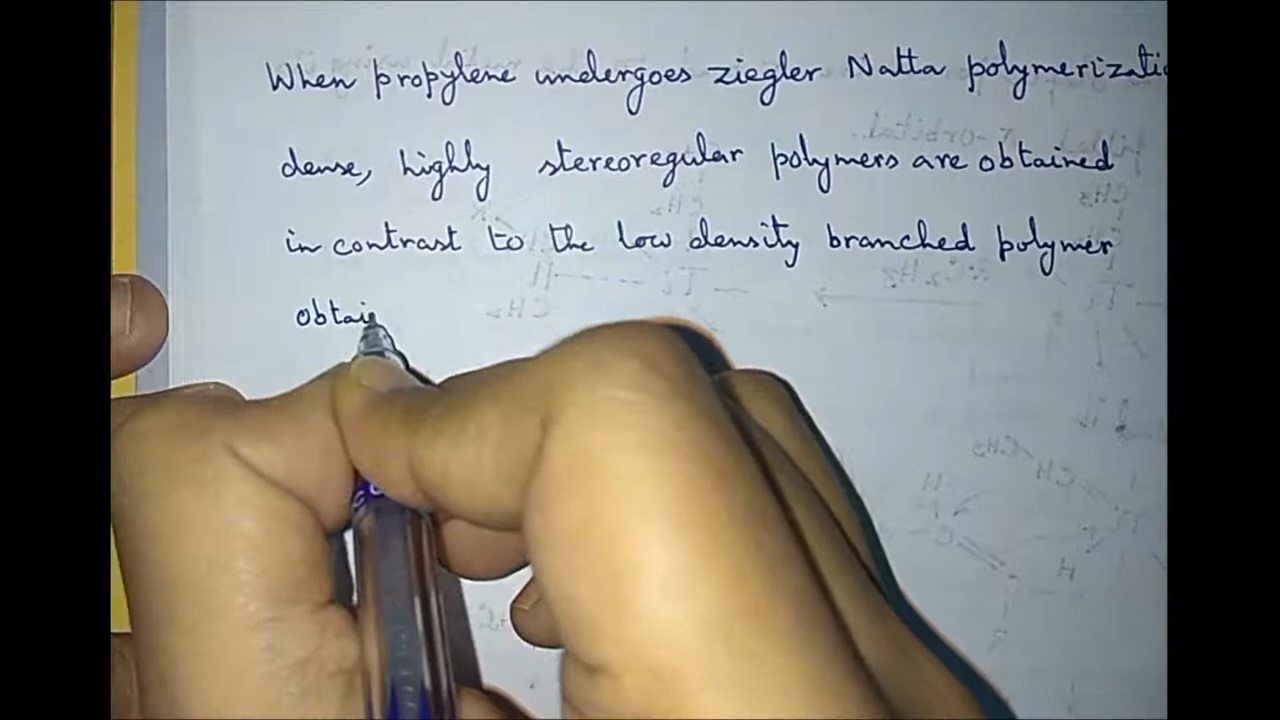 When propylene undergoes ziegler Natta polymerizatio
dense, highly stereoregular polymers are obtained
in contrast to the low density branched polymer
obtai